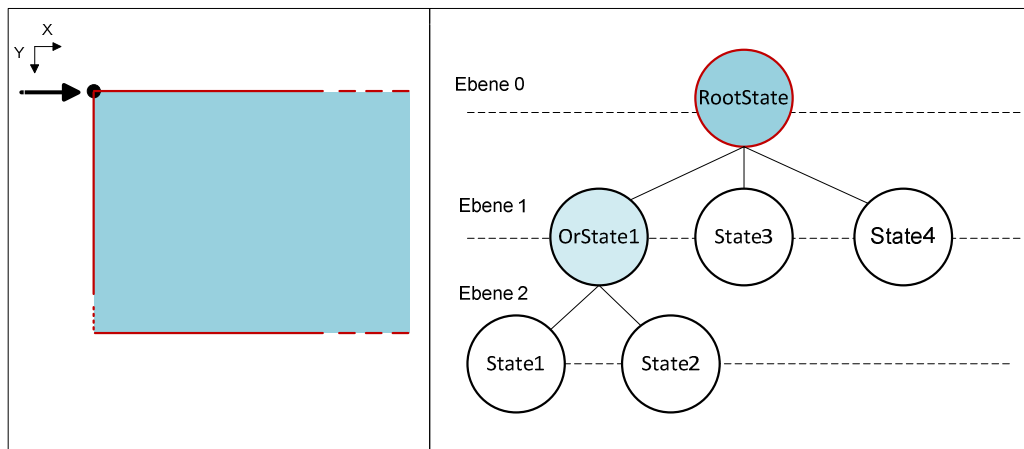 X
Y
Ebene 0
RootState
Ebene 1
OrState1
State3
State4
Ebene 2
State1
State2